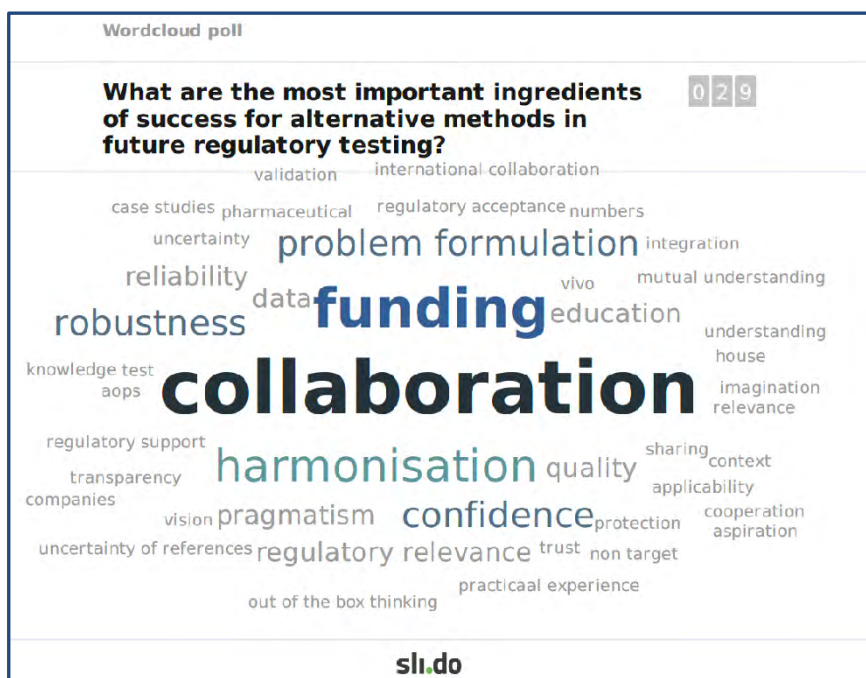 Wordcloud poll
What are the most important ingredients
of success for alternative methods in
future regulatory testing?
029
validation
international collaboration
case studies
pharmaceutical
regulatory acceptance
numbers
uncertainty
problem formulation
integration
reliability
data
funding
vivo
mutual understanding
education
robustness
understanding
house
knowledge test
aops
collaboration
imagination
relevance
regulatory support
harmonisation
quality
sharing
context
transparency
applicability
companies
vision
pragmatism
confidence
protection
cooperation
aspiration
uncertainty of references
regulatory relevance
trust
non target
practicaal experience
out of the box thinking
sli.do